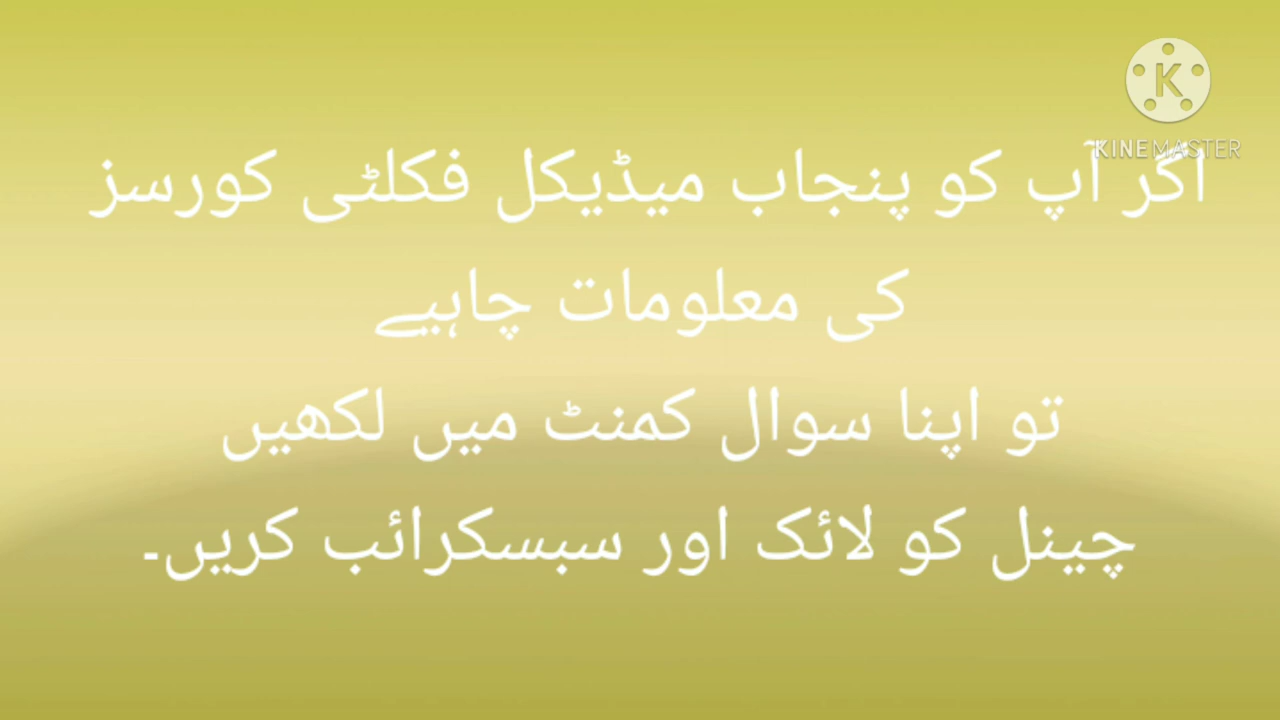 KINEMASTER
اگر آپ کو پنجاب میڈیکل فکلٹی کورسز
کی معلومات چاہیے
تو اپنا سوال کمنٹ میں لکھیں
چینل کو لائک اور سبسکرائب کریں۔